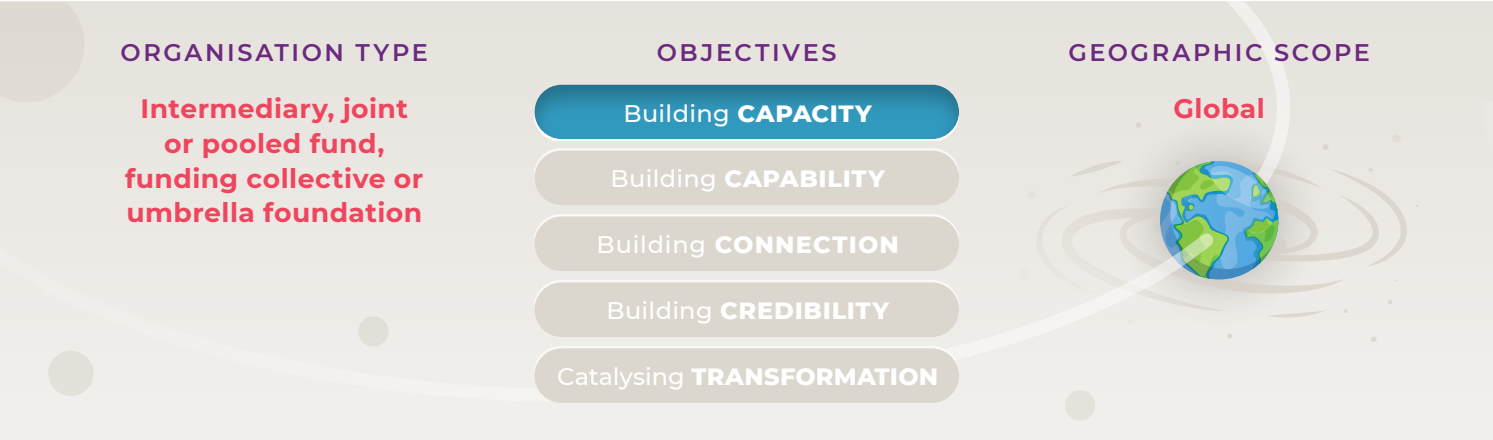 ORGANISATION TYPE
Intermediary, joint
or pooled fund,
funding collective or
umbrella foundation
OBJECTIVES
Building CAPACITY
Building CAPABILITY
Building CONNECTION
Building CREDIBILITY
Catalysing TRANSFORMATION
GEOGRAPHIC SCOPE
Global